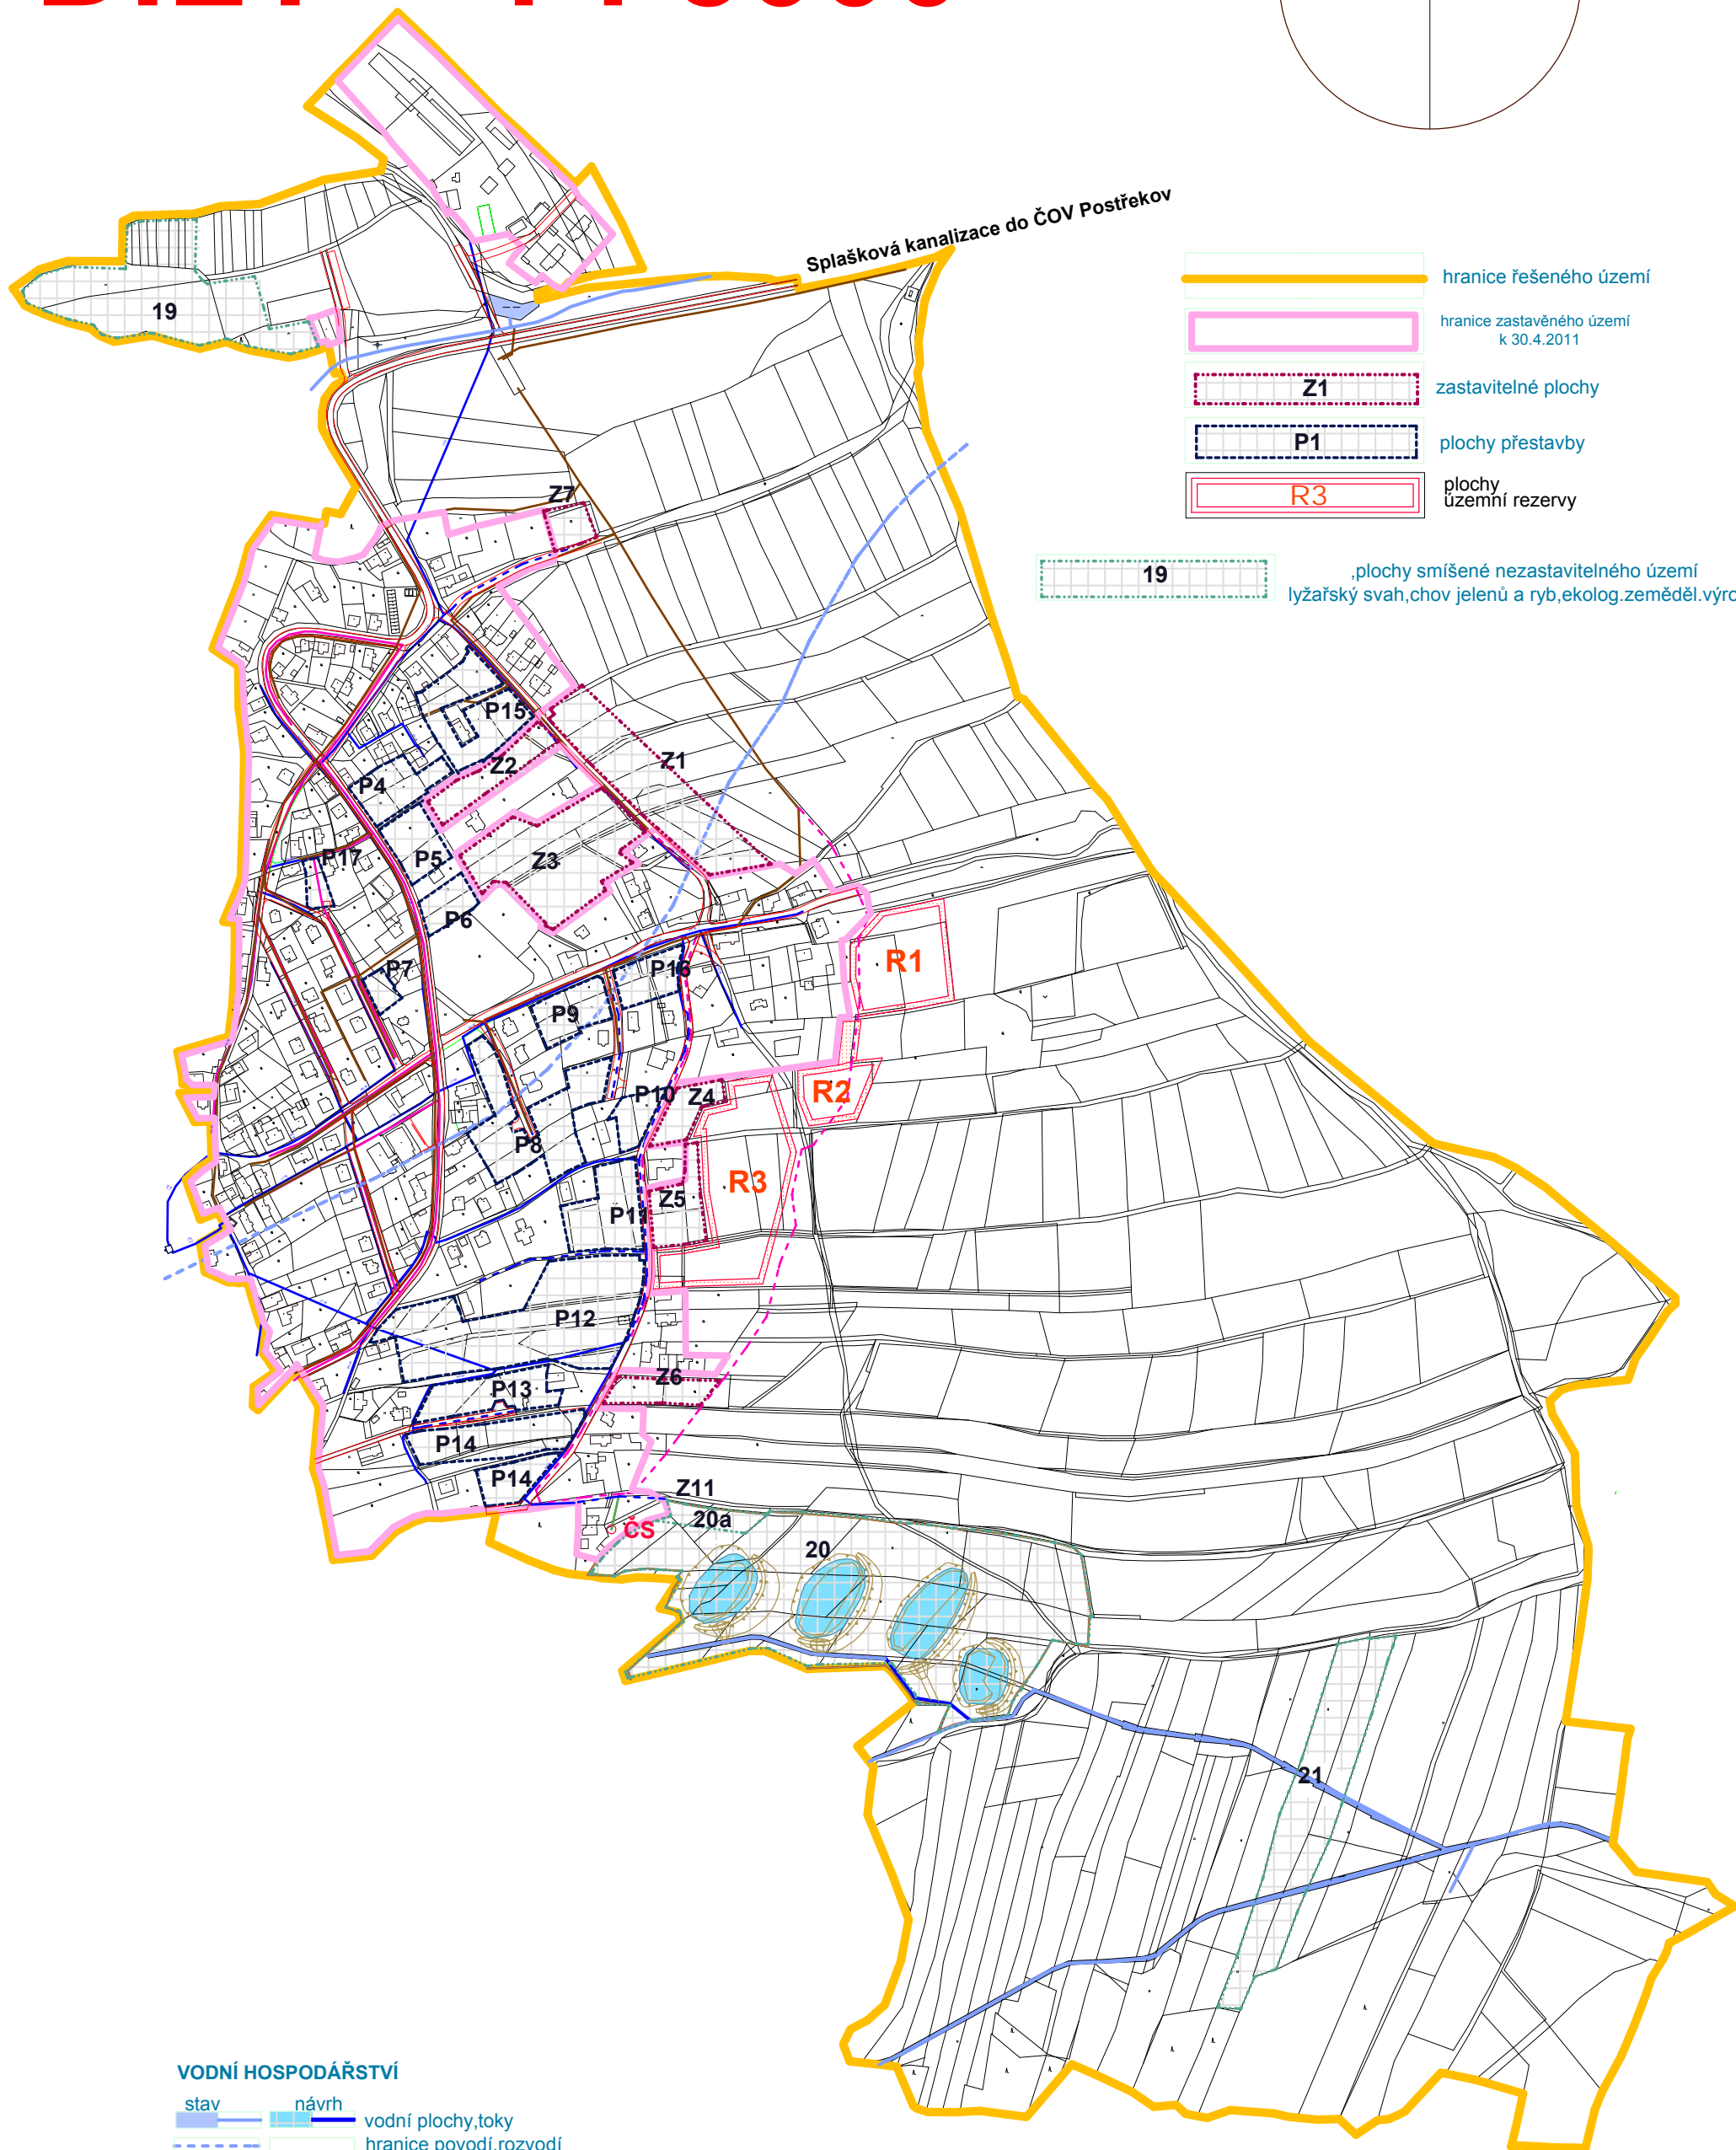 Splašková kanalizace do ČOV Postřekov
hranice řešeného území
hranice zastavěného území
k 30.4.2011
Z1
zastavitelné plochy
P1
plochy přestavby
R3
plochy
územní rezervy
19
,plochy smíšené nezastavitelného území
lyžařský svah,chov jelenů a ryb,ekolog.zeměděl.výro
19
Z7
P15
Z2
Z1
P4
P5
Z3
P17
P6
P7
P16
P9
R1
R2
P10
Z4
P8
R3
Z5
P11
P12
Z6
P13
P14
P14
Z11
20a
ČS
20
21
VODNÍ HOSPODÁŘSTVÍ
stav
návrh
vodní plochy,toky
hranice povodí,rozvodí